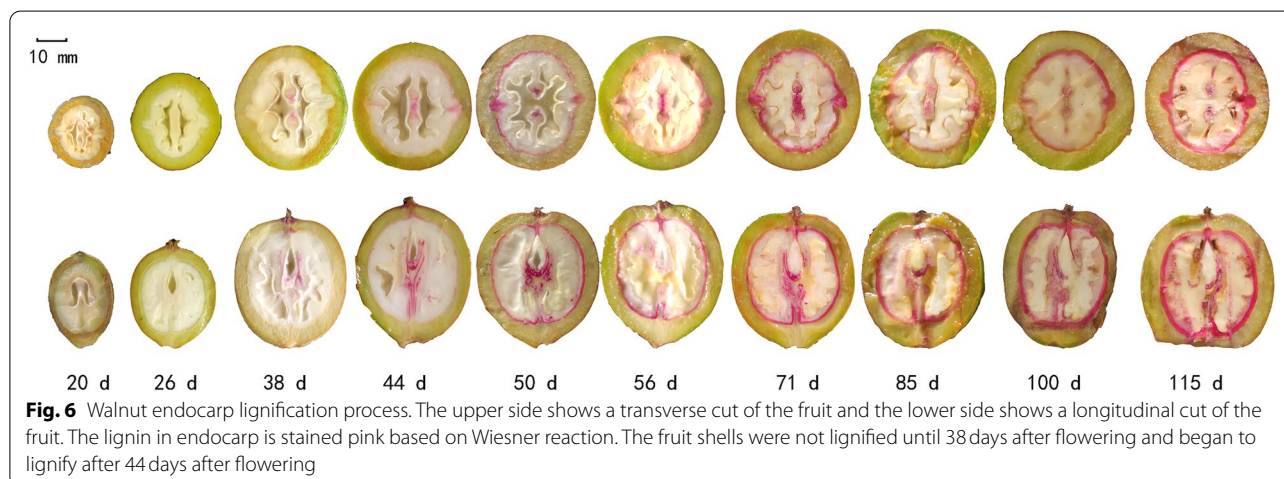 10 mm
20 d 26 d 38 d 44 d 50 d 56 d 71 d 85 d 100 d 115 d
Fig. 6 Walnut endocarp lignification process. The upper side shows a transverse cut of the fruit and the lower side shows a longitudinal cut of the
fruit. The lignin in endocarp is stained pink based on Wiesner reaction. The fruit shells were not lignified until 38 days after flowering and began to
lignify after 44 days after flowering